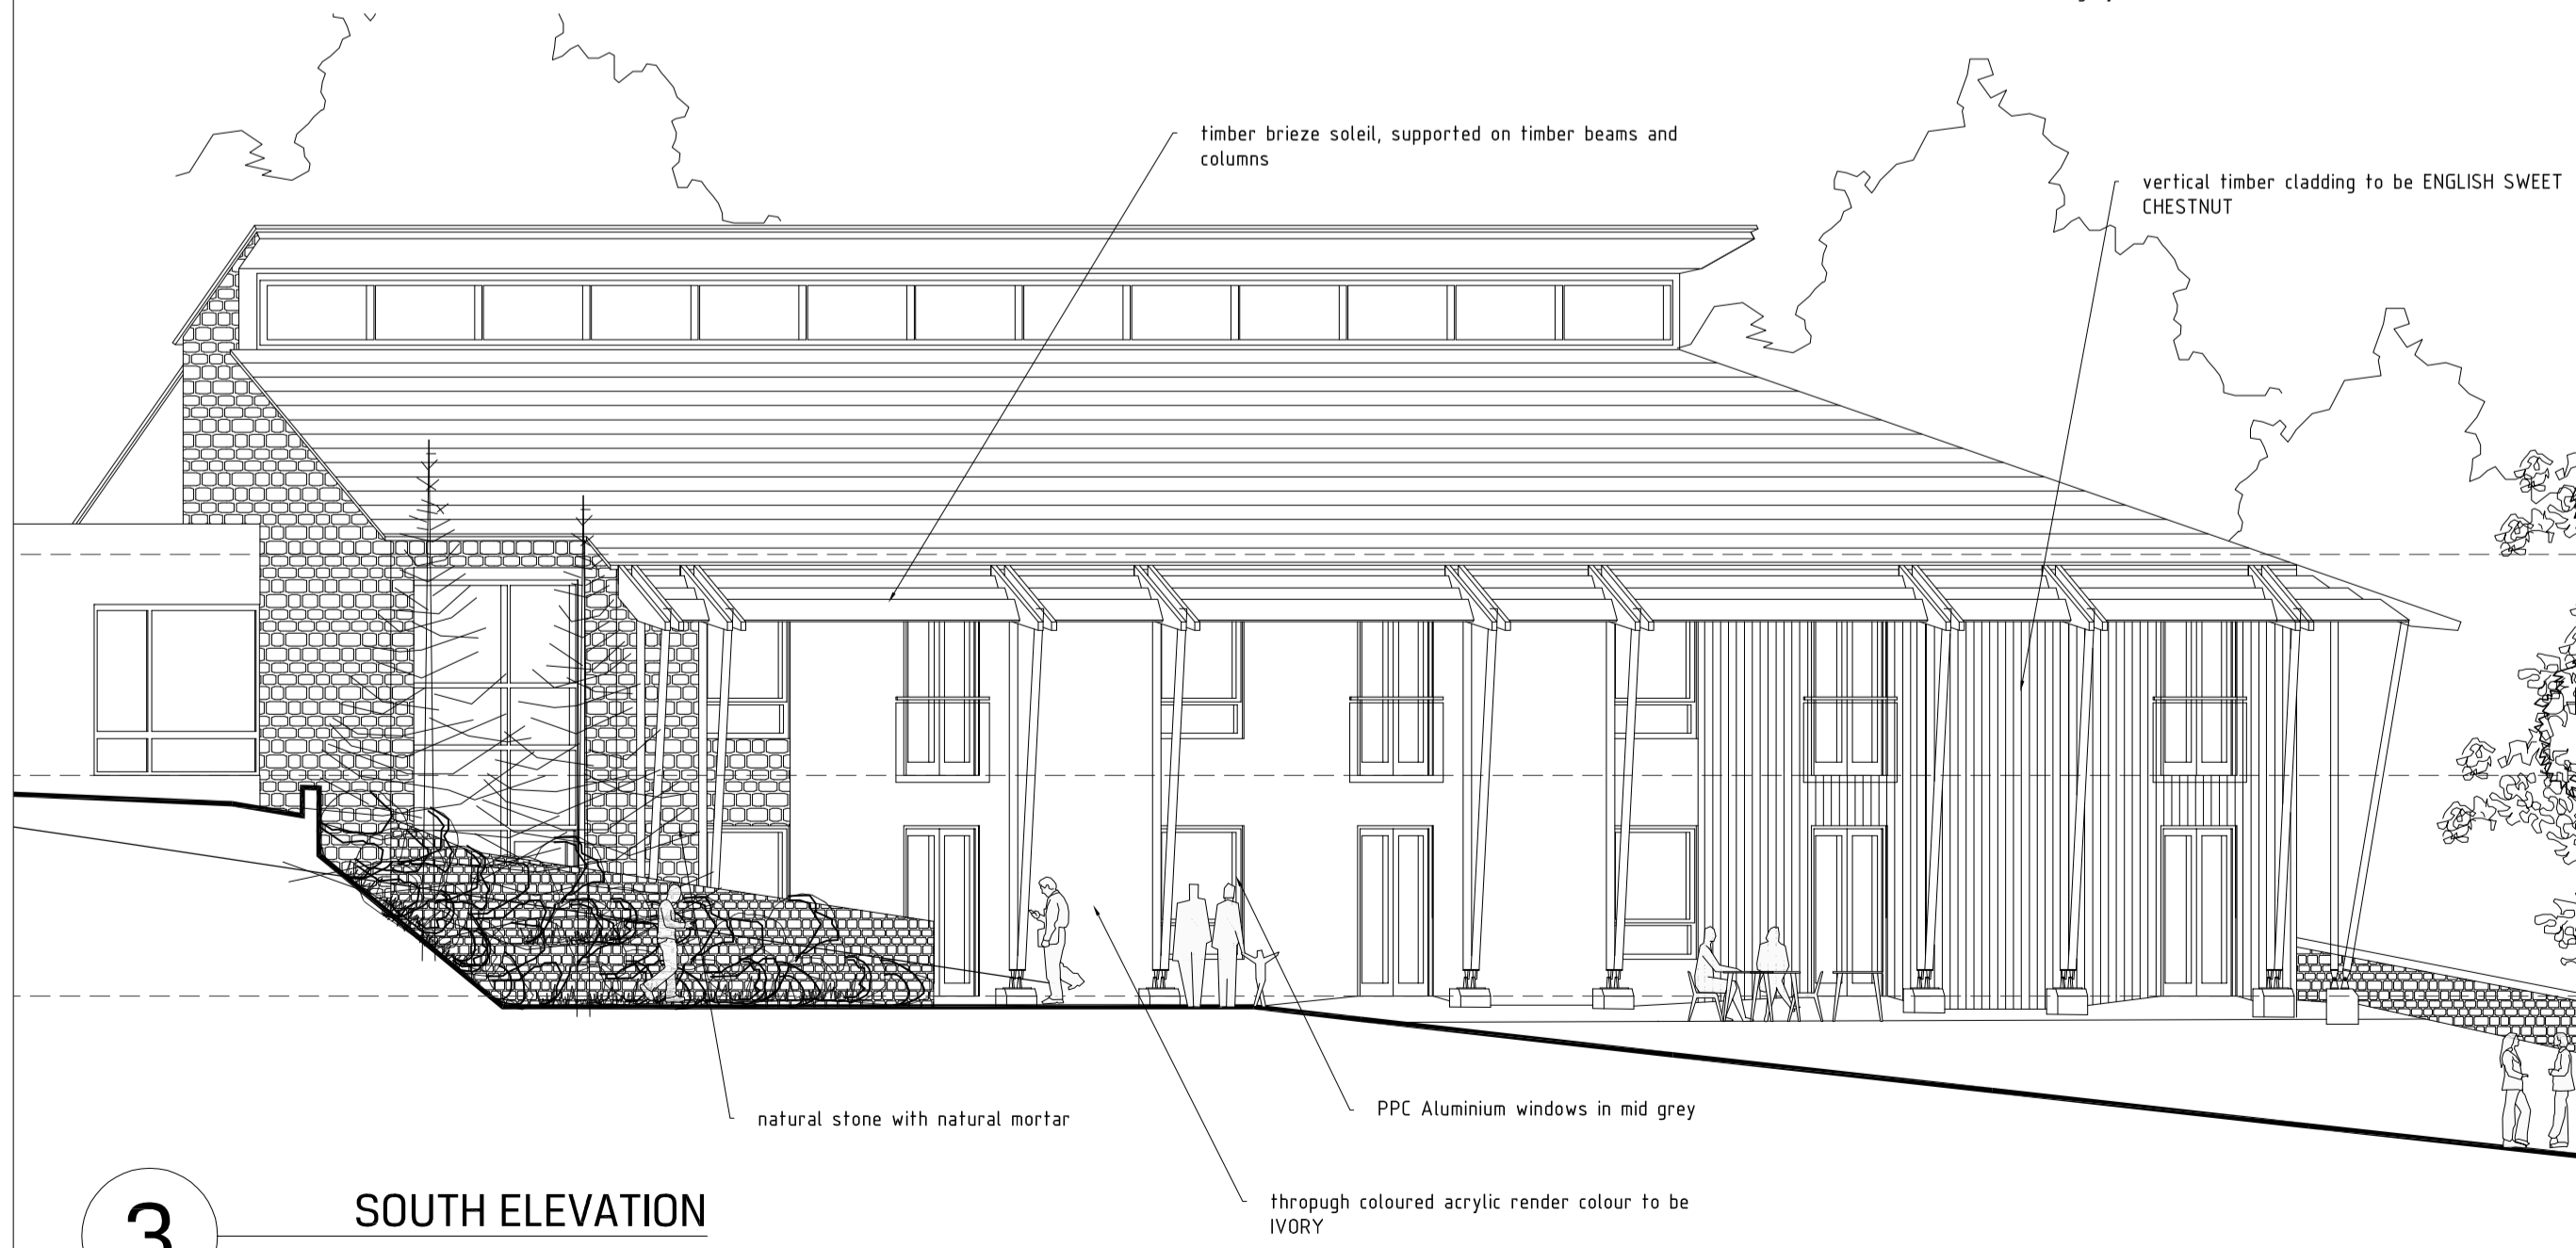 timber brieze soleil, supported on timber beams and
columns
vertical timber cladding to be ENGLISH SWEET
CHESTNUT
natural stone with natural mortar
PPC Aluminium windows in mid grey
thropugh coloured acrylic render colour to be
IVORY
3
SOUTH ELEVATION